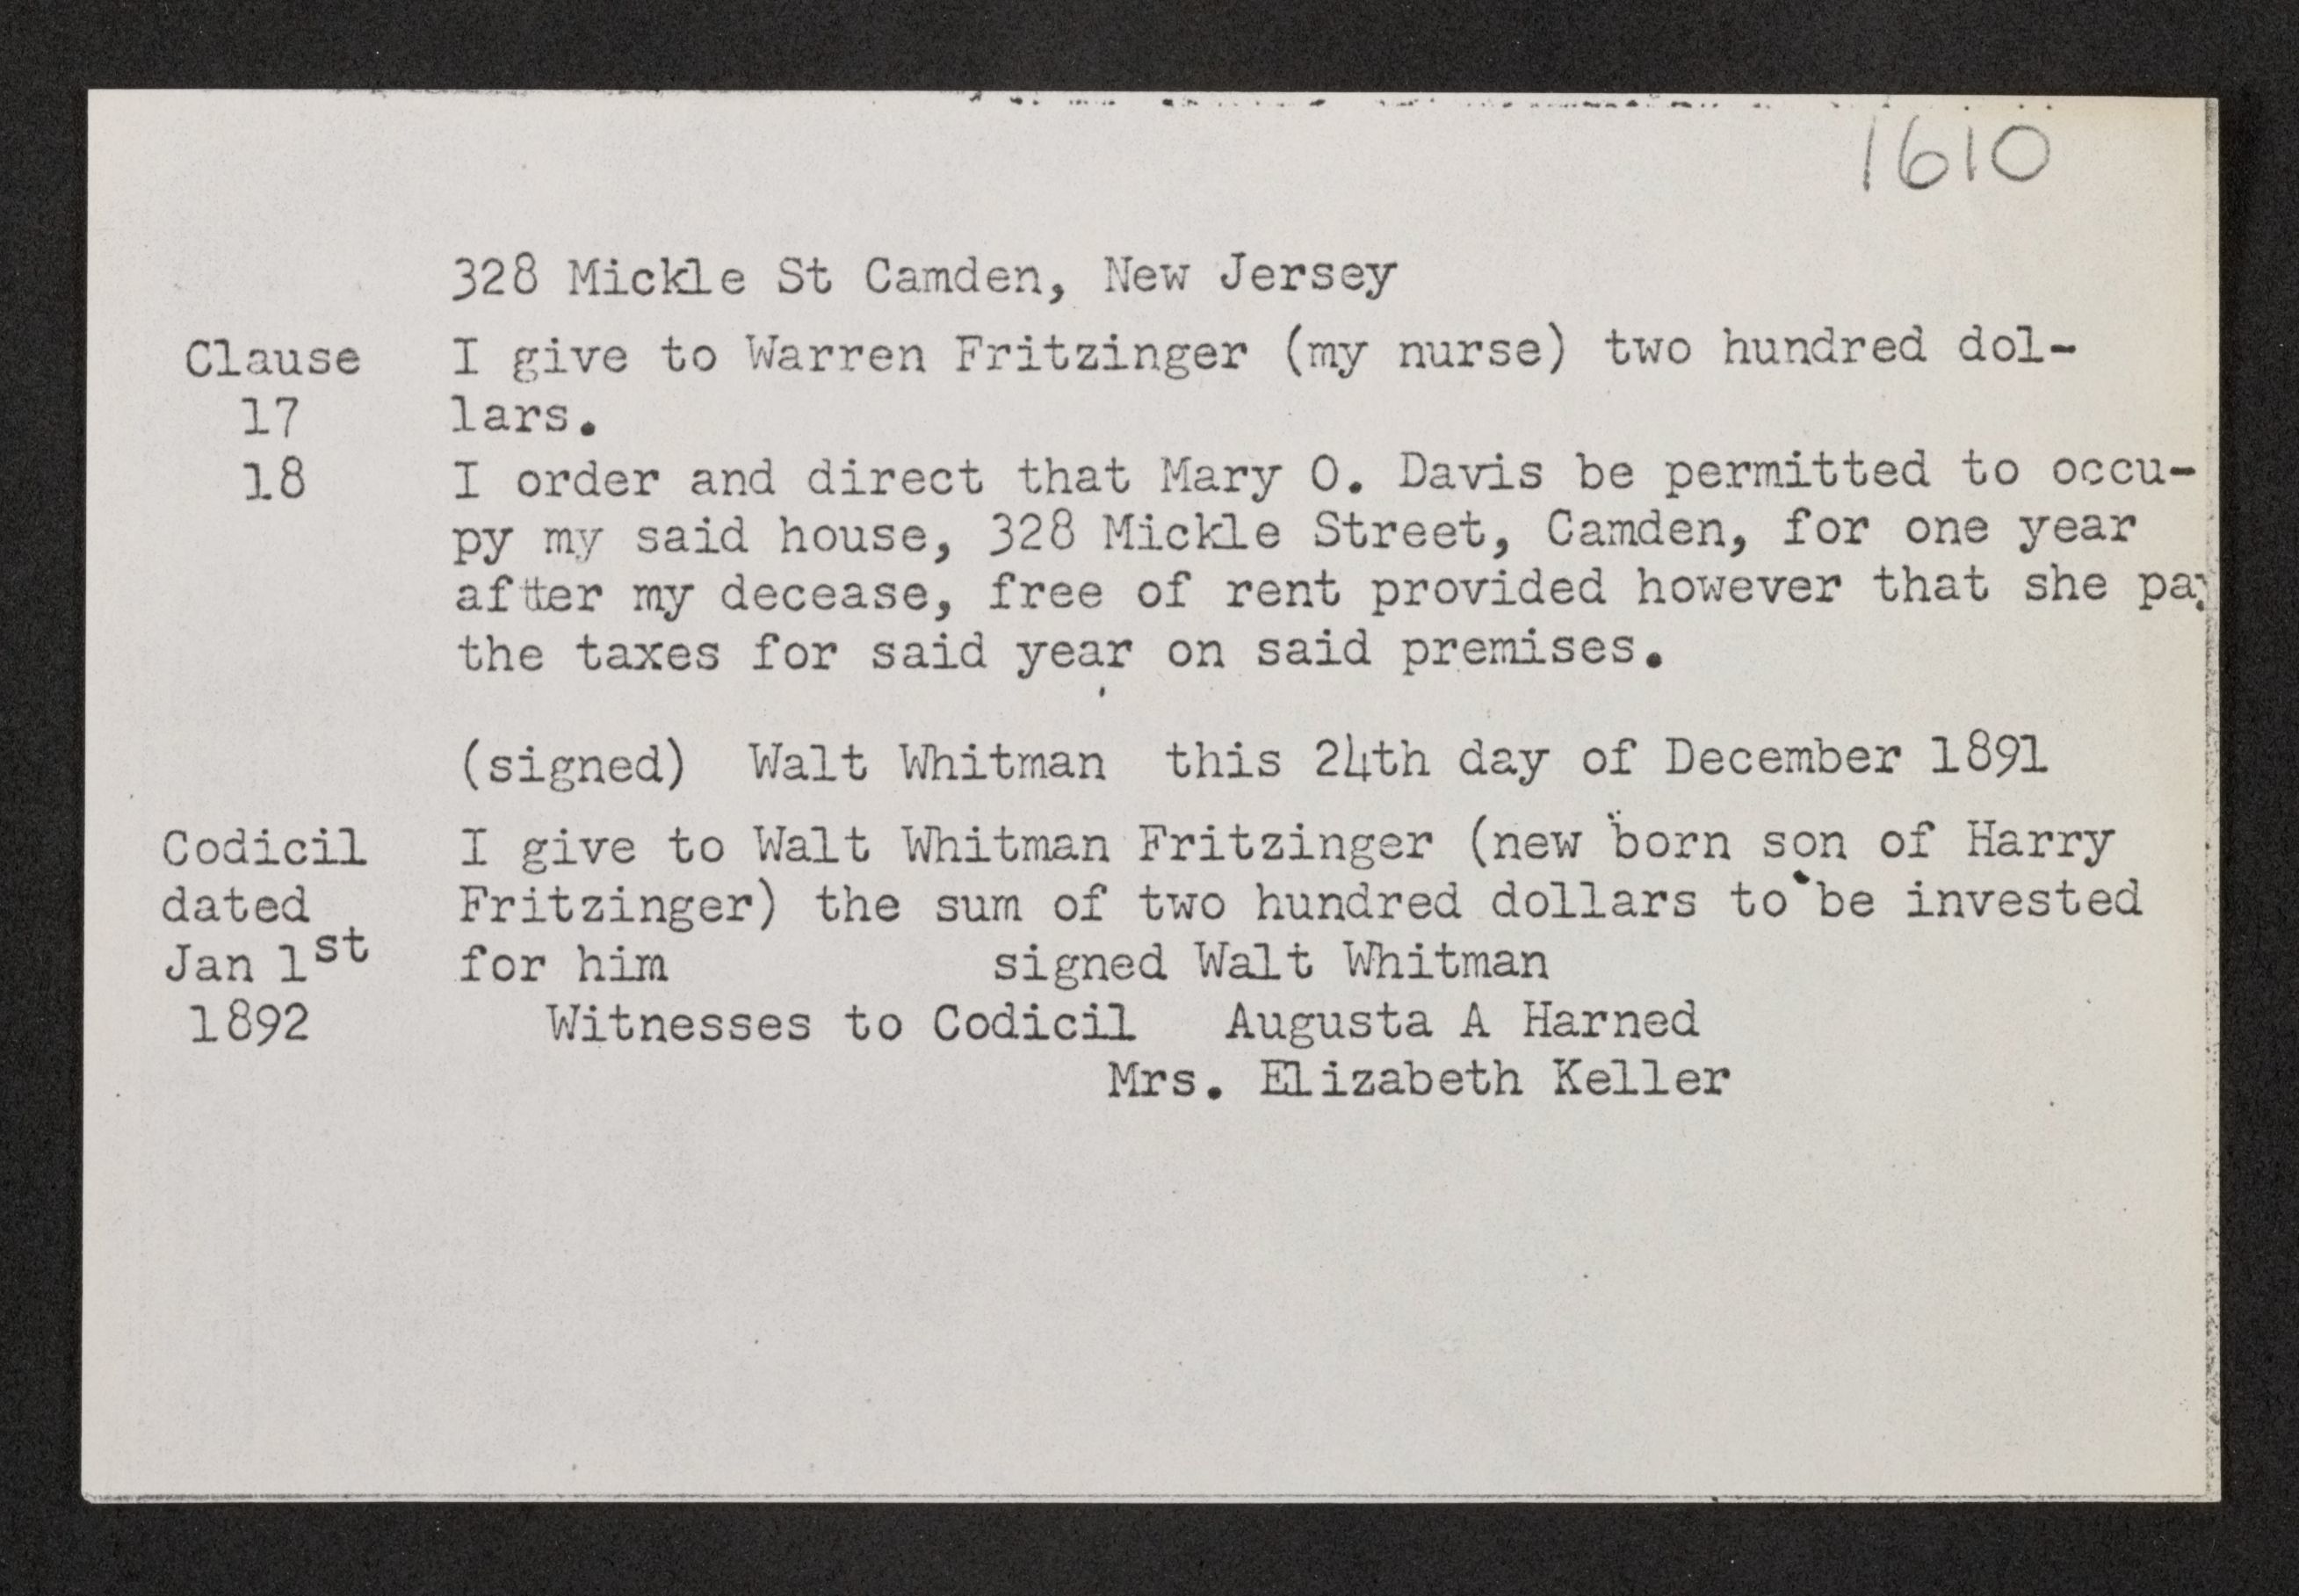 1610
328 Mickle St Camden, New Jersey
Clause I give to Warren Fritzinger (my nurse) two hundred dol-
17 lars.
18 I order and direct that Mary O. Davis be permitted to occu-
py my said house, 328 Mickle Street, Camden, for one year
aftter my decease, free of rent provided however that she pay
the taxes for said year on said premises.
(signed) Walt Whitman this 24th day of December 1891
Codicil I give to Walt Whitman Fritzinger (new born son of Harry
dated Fritzinger) the sum of two hundred dollars to be invested
Jan 1st for him signed Walt Whitman
1892 Witnesses to Codicil Augusta A Harned
Mrs. Elizabeth Keller